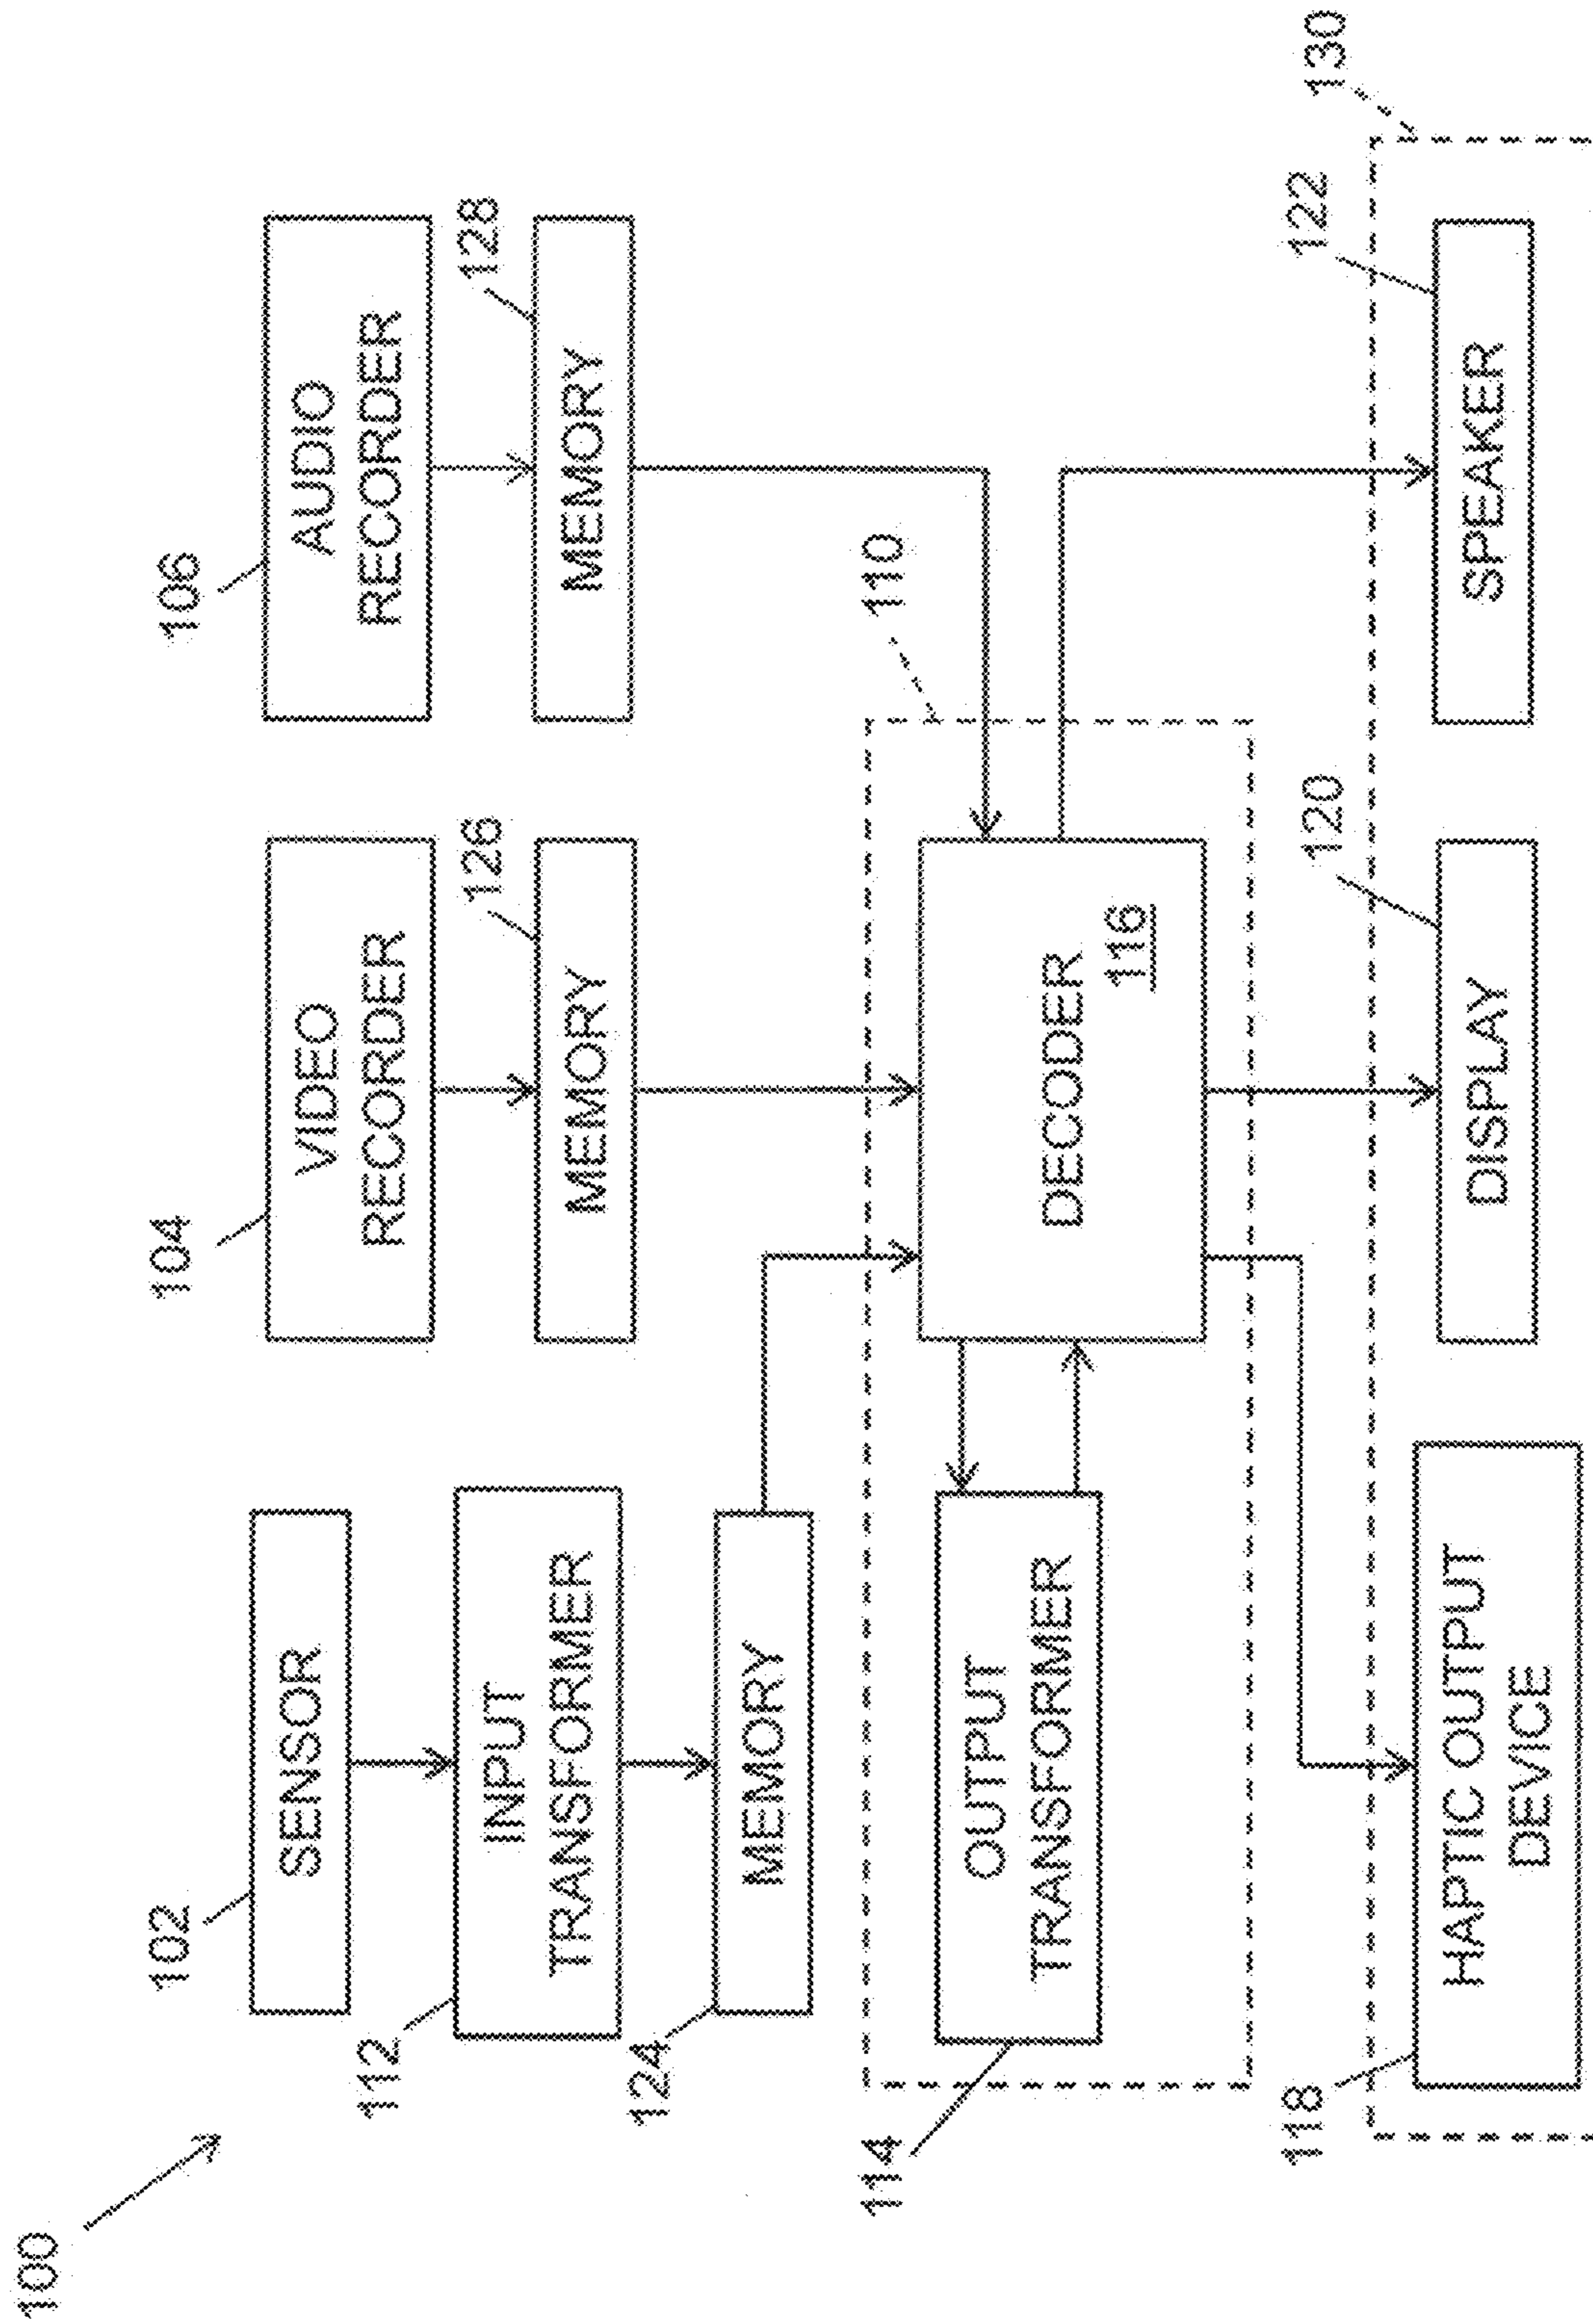 100
102
SENSOR
104
VIDEO
RECORDER
106
AUDIO
RECORDER
112
INPUT
TRANSFORMER
126
MEMORY
128
MEMORY
124
MEMORY
110
114
OUTPUT
TRANSFORMER
DECODER
116
118
HAPTIC OUTPUT
DEVICE
120
DISPLAY
122
SPEAKER
130